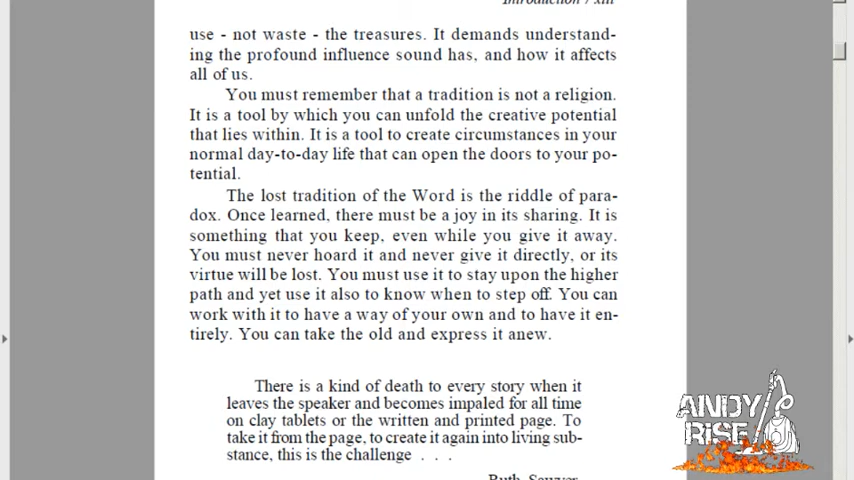 Introduction / xiii
use - not waste - the treasures. It demands understand-
ing the profound influence sound has, and how it affects
all of us.
You must remember that a tradition is not a religion.
It is a tool by which you can unfold the creative potential
that lies within. It is a tool to create circumstances in your
normal day-to-day life that can open the doors to your po-
tential.
The lost tradition of the Word is the riddle of para-
dox. Once learned, there must be a joy in its sharing. It is
something that you keep, even while you give it away.
You must never hoard it and never give it directly, or its
virtue will be lost. You must use it to stay upon the higher
path and yet use it also to know when to step off. You can
work with it to have a way of your own and to have it en-
tirely. You can take the old and express it anew.
There is a kind of death to every story when it
leaves the speaker and becomes impaled for all time
on clay tablets or the written and printed page. To
take it from the page, to create it again into living sub-
stance, this is the challenge . . .
Ruth Sawyer
ANDY
RISE